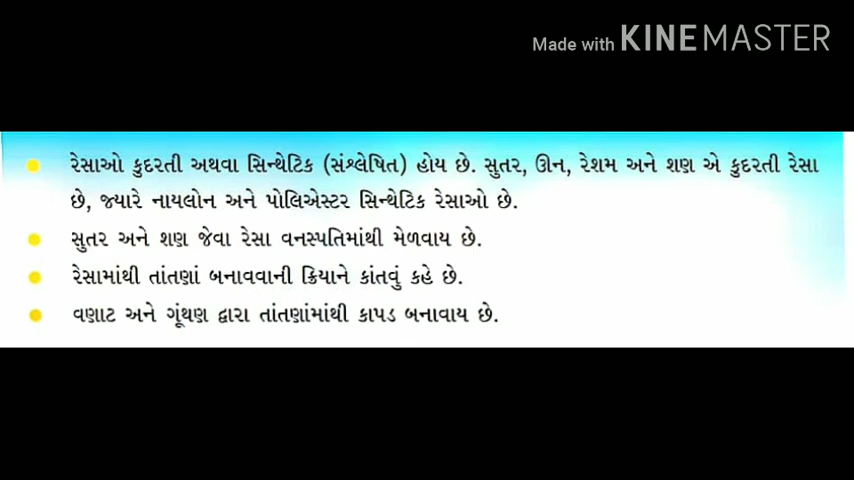 Made with KINEMASTER
રેસાઓ કુદરતી અથવા સિન્થેટિક (સંશ્લેષિત) હોય છે. સુતર, ઊન, રેશમ અને શણ એ કુદરતી રેસા
છે, જ્યારે નાયલોન અને પોલિએસ્ટર સિન્થેટિક રેસાઓ છે.
સુતર અને શણ જેવા રેસા વનસ્પતિમાંથી મેળવાય છે.
રેસામાંથી તાંતણાં બનાવવાની ક્રિયાને કાંતવું કહે છે.
વણાટ અને ગૂંથણ દ્વારા તાંતણાંમાંથી કાપડ બનાવાય છે.